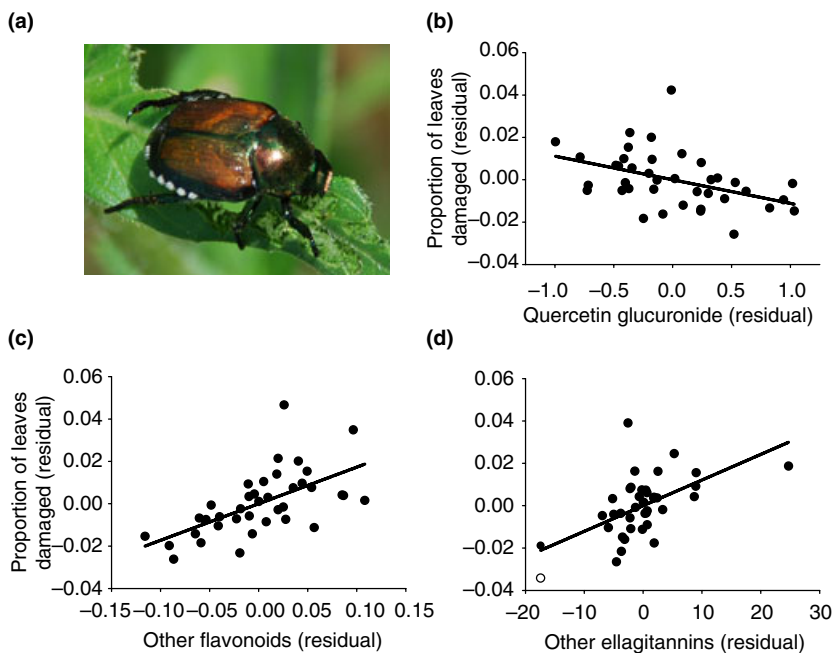 (a)
(b)
0.06
0.04
0.02
0.00
−0.02
−0.04
Proportion of leaves
damaged (residual)
−1.0 −0.5 0.0 0.5 1.0
Quercetin glucuronide (residual)
(c)
0.06
0.04
0.02
0.00
−0.02
−0.04
Proportion of leaves
damaged (residual)
−0.15 −0.10 −0.05 0.00 0.05 0.10 0.15
Other flavonoids (residual)
(d)
0.06
0.04
0.02
0.00
−0.02
−0.04
−20 −10 0 10 20 30
Other ellagitannins (residual)